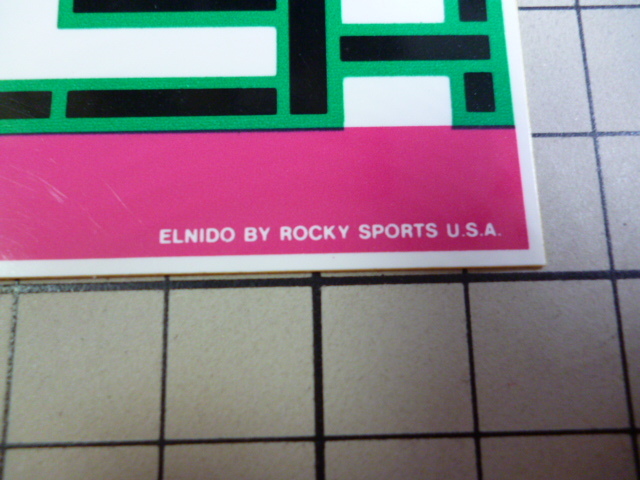 ELNIDO BY ROCKY SPORTS U.S.A.